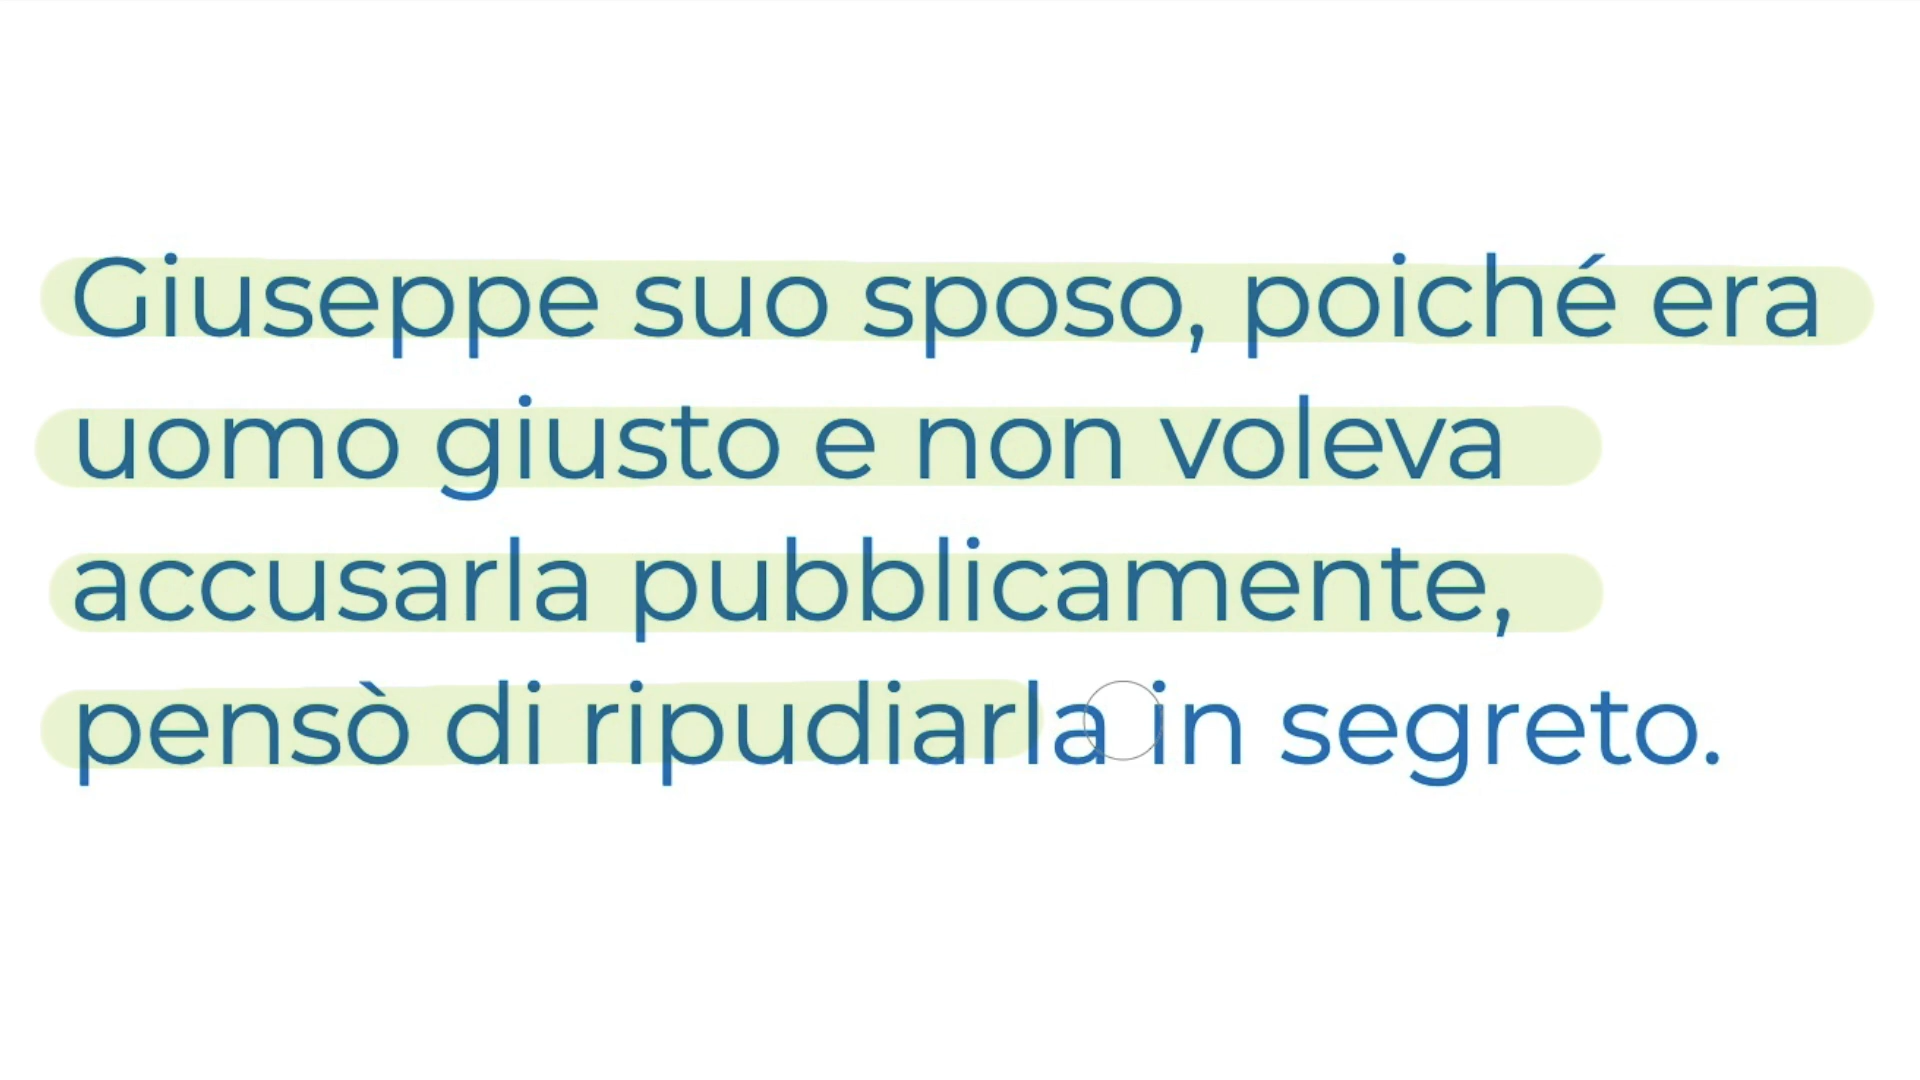 Giuseppe suo sposo, poiché era
uomo giusto e non voleva
accusarla pubblicamente,
pensò di ripudiarla in segreto.